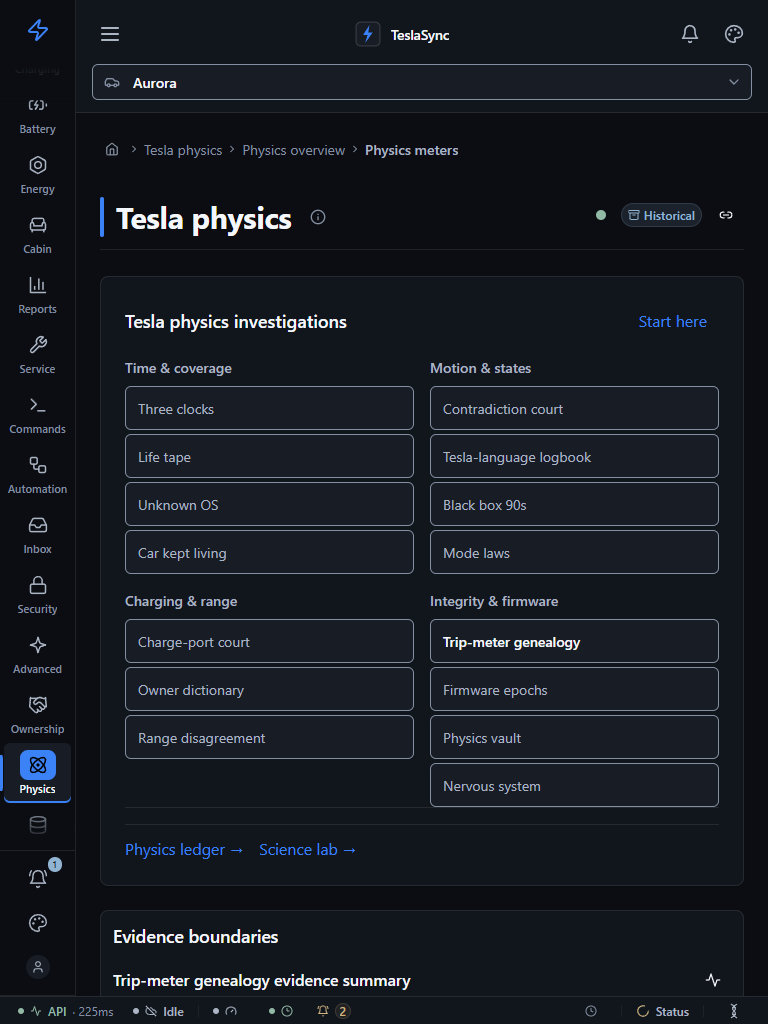 TeslaSync
Aurora
Charging
Battery
Energy
Cabin
Reports
Service
Commands
Automation
Inbox
Security
Advanced
Ownership
Physics
1
Tesla physics > Physics overview > Physics meters
Tesla physics
Historical
Tesla physics investigations
Start here
Time & coverage
Three clocks
Life tape
Unknown OS
Car kept living
Motion & states
Contradiction court
Tesla-language logbook
Black box 90s
Mode laws
Charging & range
Charge-port court
Owner dictionary
Range disagreement
Integrity & firmware
Trip-meter genealogy
Firmware epochs
Physics vault
Nervous system
Physics ledger → Science lab →
Evidence boundaries
Trip-meter genealogy evidence summary
API · 225ms Idle 2 Status